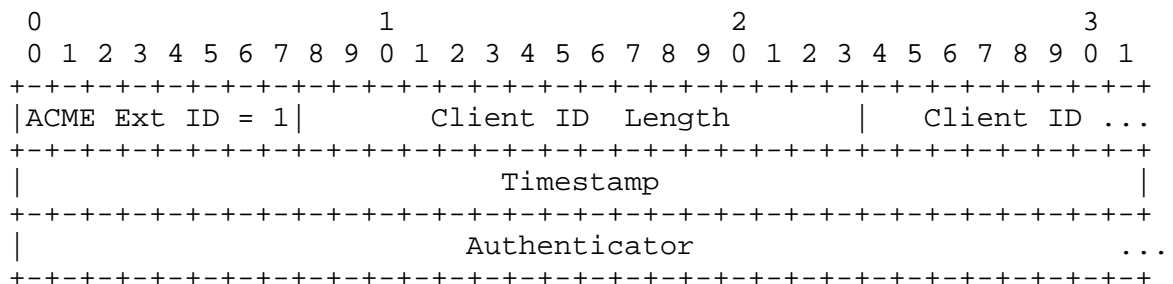 0                   1                   2                   3
0 1 2 3 4 5 6 7 8 9 0 1 2 3 4 5 6 7 8 9 0 1 2 3 4 5 6 7 8 9 0 1
+-+-+-+-+-+-+-+-+-+-+-+-+-+-+-+-+-+-+-+-+-+-+-+-+-+-+-+-+-+-+-+-+
|ACME Ext ID = 1|       Client ID  Length       |   Client ID ...
+-+-+-+-+-+-+-+-+-+-+-+-+-+-+-+-+-+-+-+-+-+-+-+-+-+-+-+-+-+-+-+-+
|                           Timestamp                           |
+-+-+-+-+-+-+-+-+-+-+-+-+-+-+-+-+-+-+-+-+-+-+-+-+-+-+-+-+-+-+-+-+
|                         Authenticator                        ...
+-+-+-+-+-+-+-+-+-+-+-+-+-+-+-+-+-+-+-+-+-+-+-+-+-+-+-+-+-+-+-+-+